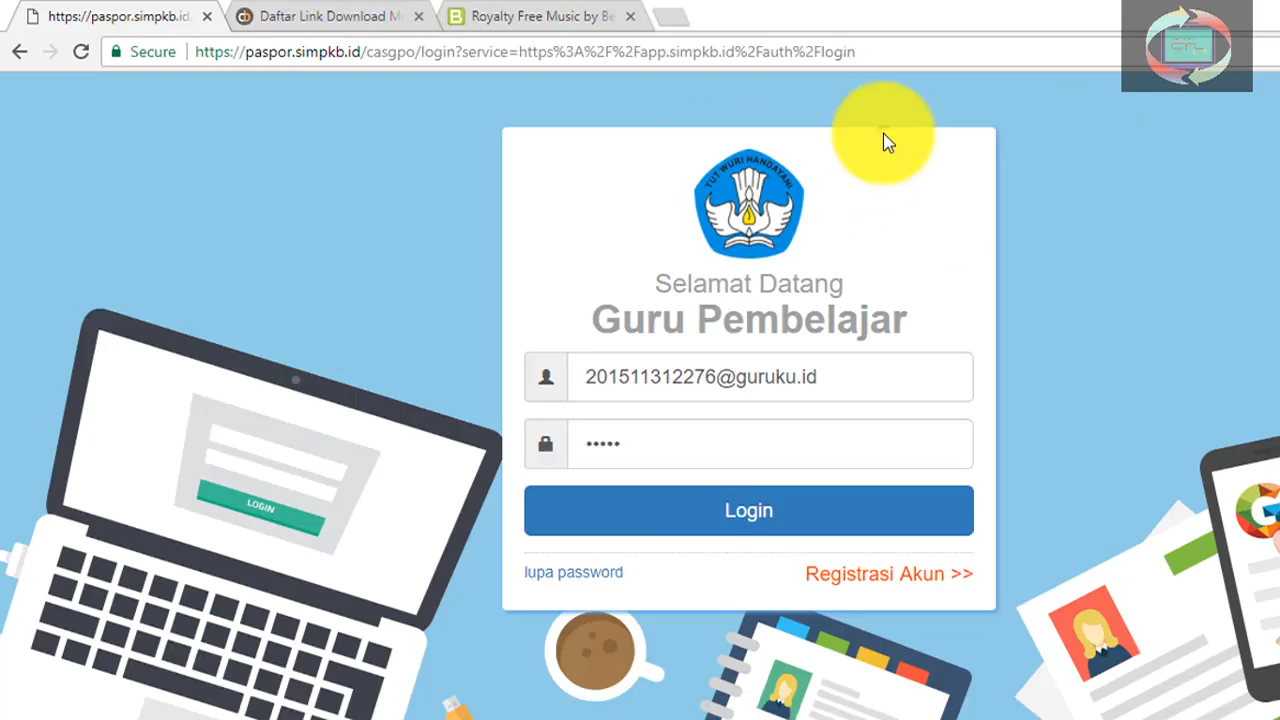 https://paspor.simpkb.id
Daftar Link Download M
Royalty Free Music by Be
Secure
https://paspor.simpkb.id/casgpo/login?service=https%3A%2F%2Fapp.simpkb.id%2Fauth%2Flogin
TUT WURI HANDAYANI
Selamat Datang
Guru Pembelajar
201511312276@guruku.id
•••••
Login
lupa password
Registrasi Akun >>
LOGIN